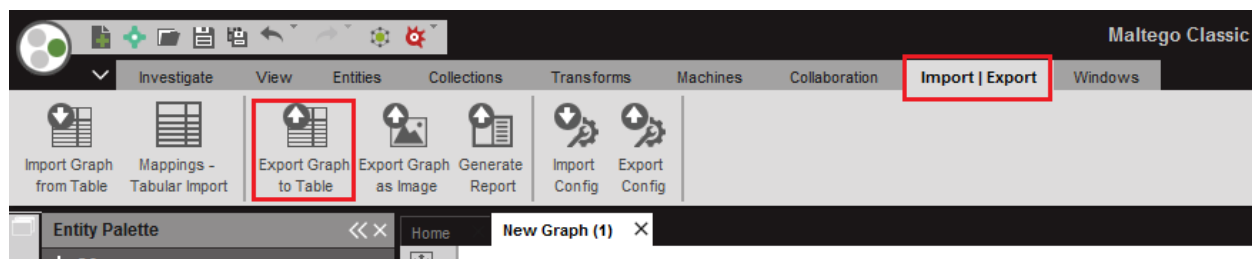 Maltego Classic
Investigate View Entities Collections Transforms Machines Collaboration Import | Export Windows
Import Graph from Table
Mappings - Tabular Import
Export Graph to Table
Export Graph as Image
Generate Report
Import Config
Export Config
Entity Palette
Home
New Graph (1)